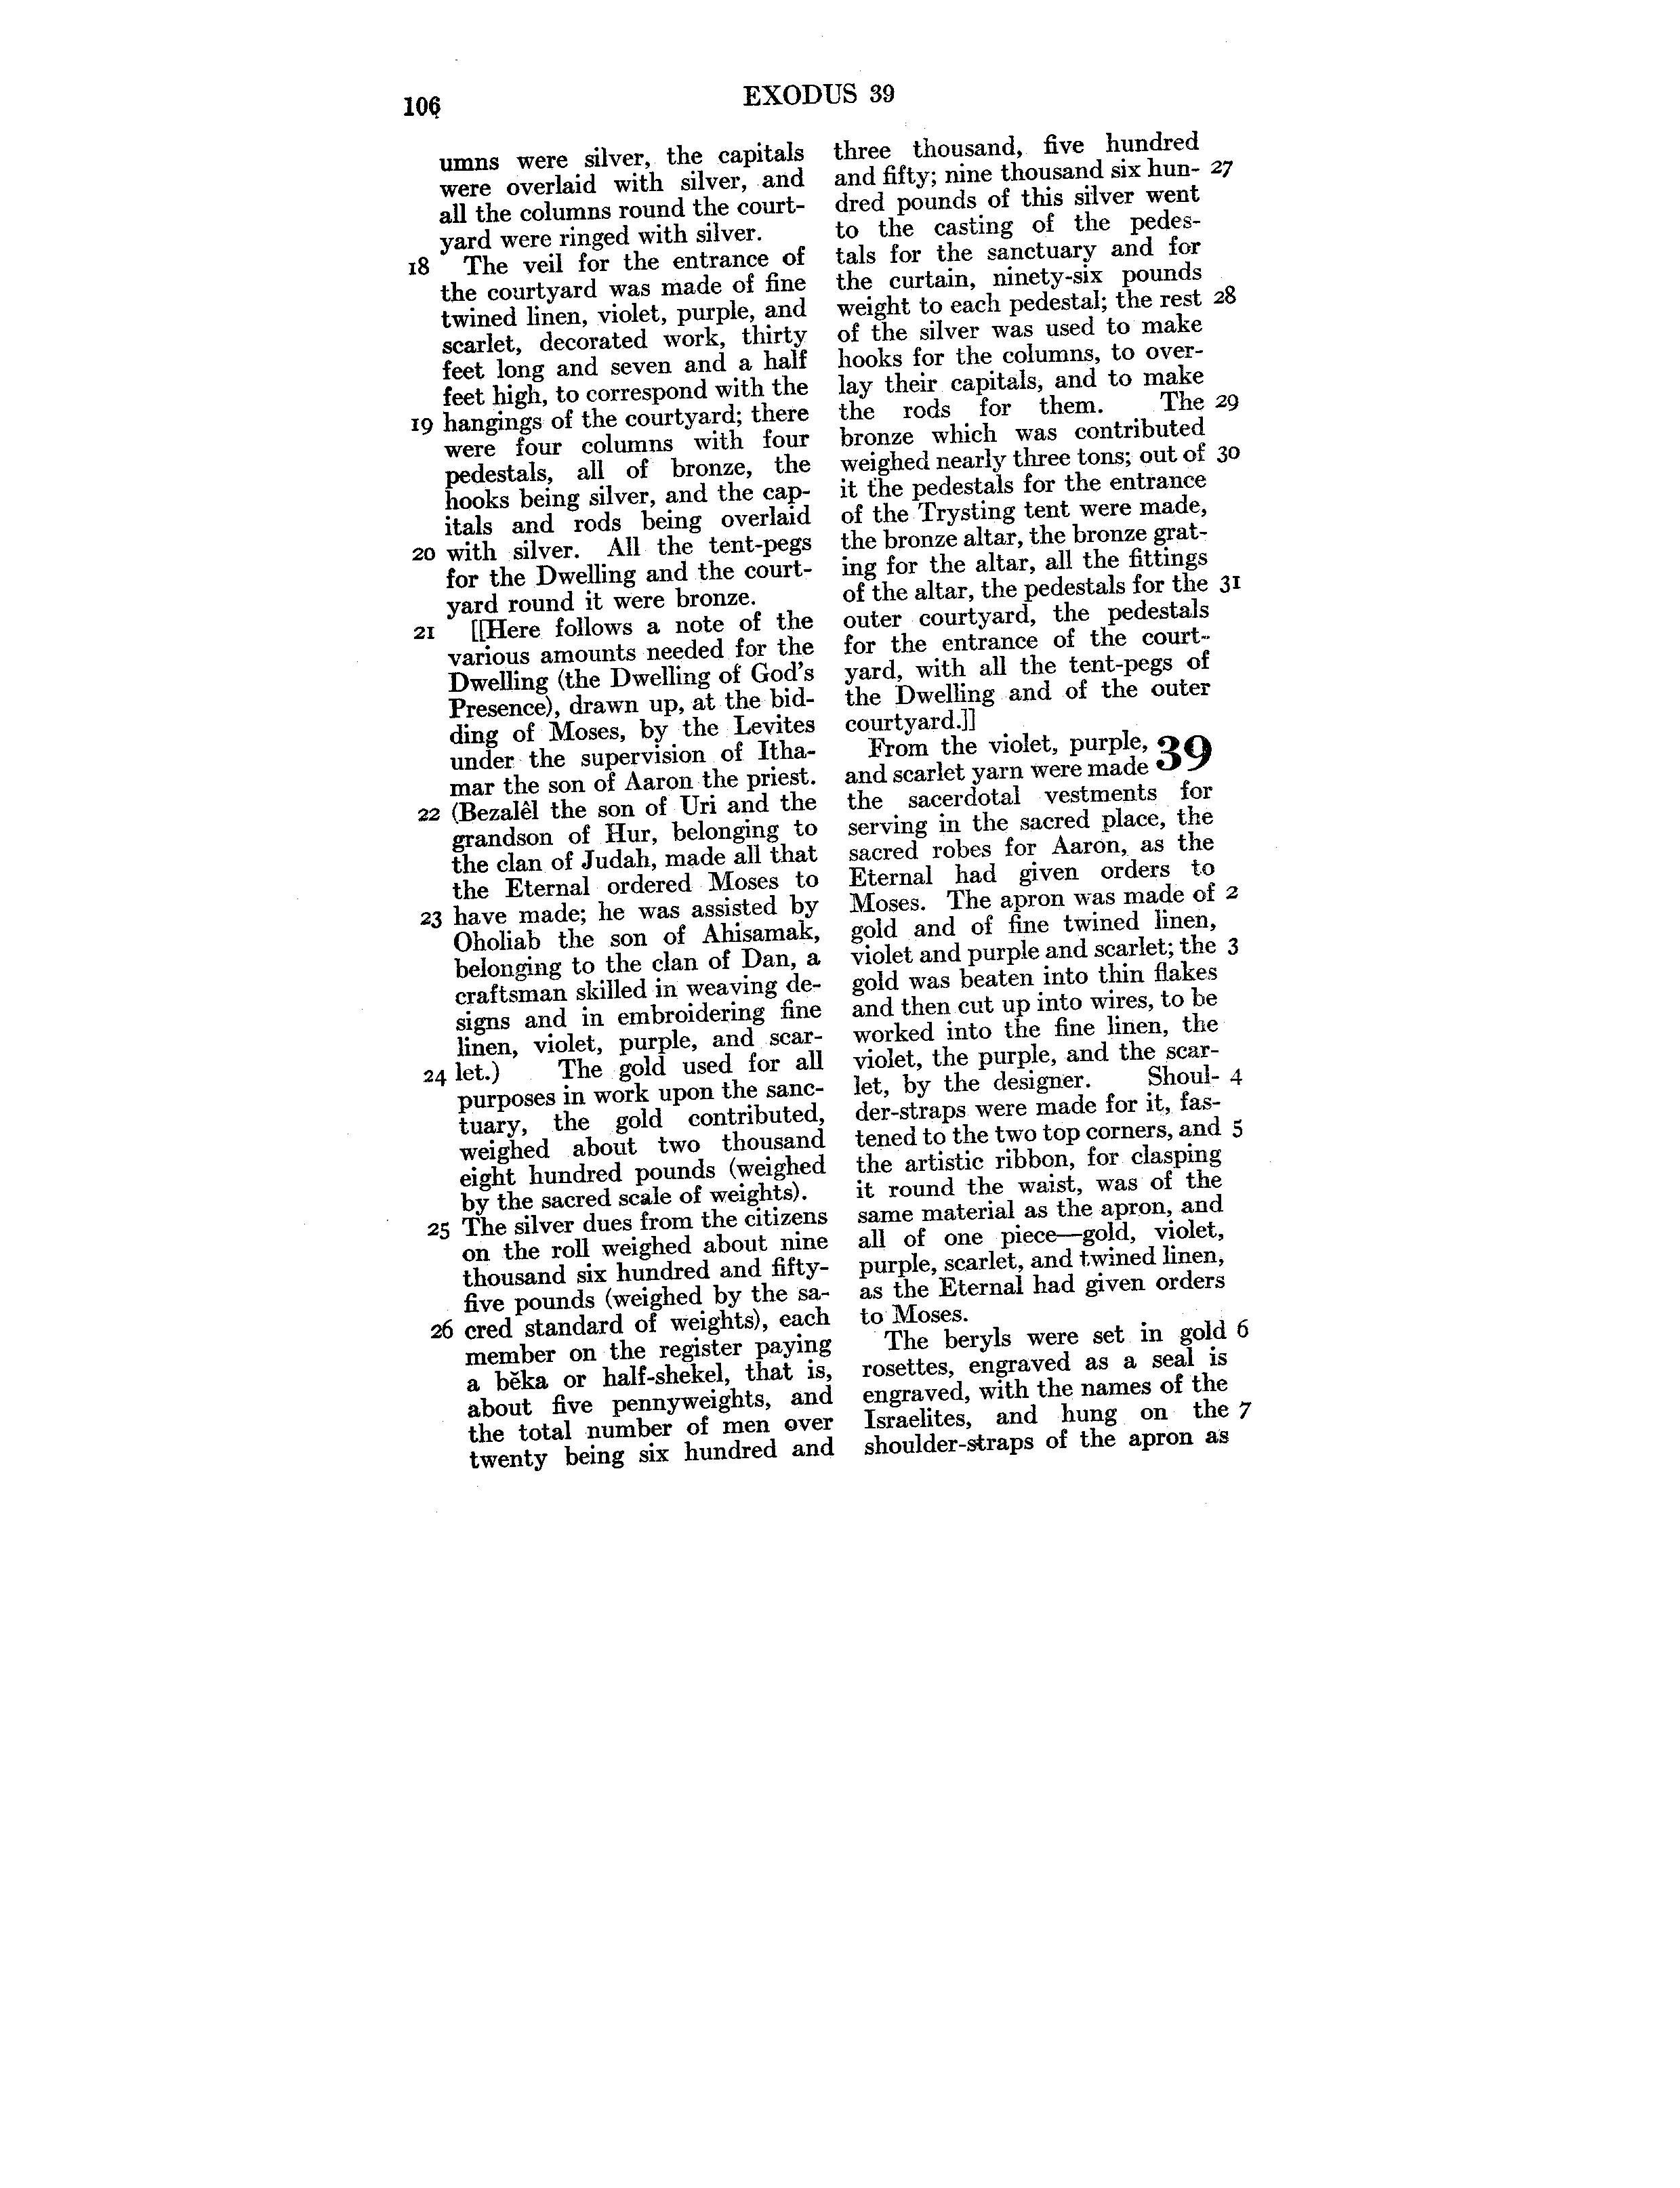 106
EXODUS 39
umns were silver, the capitals
were overlaid with silver, and
all the columns round the court-
yard were ringed with silver.
18 The veil for the entrance of
the courtyard was made of fine
twined linen, violet, purple, and
scarlet, decorated work, thirty
feet long and seven and a half
feet high, to correspond with the
19 hangings of the courtyard; there
were four columns with four
pedestals, all of bronze, the
hooks being silver, and the cap-
itals and rods being overlaid
20 with silver. All the tent-pegs
for the Dwelling and the court-
yard round it were bronze.
21 [[Here follows a note of the
various amounts needed for the
Dwelling (the Dwelling of God's
Presence), drawn up, at the bid-
ding of Moses, by the Levites
under the supervision of Itha-
mar the son of Aaron the priest.
22 (Bezalêl the son of Uri and the
grandson of Hur, belonging to
the clan of Judah, made all that
the Eternal ordered Moses to
23 have made; he was assisted by
Oholiab the son of Ahisamak,
belonging to the clan of Dan, a
craftsman skilled in weaving de-
signs and in embroidering fine
linen, violet, purple, and scar-
24 let.) The gold used for all
purposes in work upon the sanc-
tuary, the gold contributed,
weighed about two thousand
eight hundred pounds (weighed
by the sacred scale of weights).
25 The silver dues from the citizens
on the roll weighed about nine
thousand six hundred and fifty-
five pounds (weighed by the sa-
26 cred standard of weights), each
member on the register paying
a bĕka or half-shekel, that is,
about five pennyweights, and
the total number of men over
twenty being six hundred and
three thousand, five hundred
and fifty; nine thousand six hun- 27
dred pounds of this silver went
to the casting of the pedes-
tals for the sanctuary and for
the curtain, ninety-six pounds
weight to each pedestal; the rest 28
of the silver was used to make
hooks for the columns, to over-
lay their capitals, and to make
the rods for them. The 29
bronze which was contributed
weighed nearly three tons; out of 30
it the pedestals for the entrance
of the Trysting tent were made,
the bronze altar, the bronze grat-
ing for the altar, all the fittings
of the altar, the pedestals for the 31
outer courtyard, the pedestals
for the entrance of the court-
yard, with all the tent-pegs of
the Dwelling and of the outer
courtyard.]]
From the violet, purple, 39
and scarlet yarn were made
the sacerdotal vestments for
serving in the sacred place, the
sacred robes for Aaron, as the
Eternal had given orders to
Moses. The apron was made of 2
gold and of fine twined linen,
violet and purple and scarlet; the 3
gold was beaten into thin flakes
and then cut up into wires, to be
worked into the fine linen, the
violet, the purple, and the scar-
let, by the designer. Shoul- 4
der-straps were made for it, fas-
tened to the two top corners, and 5
the artistic ribbon, for clasping
it round the waist, was of the
same material as the apron, and
all of one piece—gold, violet,
purple, scarlet, and twined linen,
as the Eternal had given orders
to Moses.
The beryls were set in gold 6
rosettes, engraved as a seal is
engraved, with the names of the
Israelites, and hung on the 7
shoulder-straps of the apron as